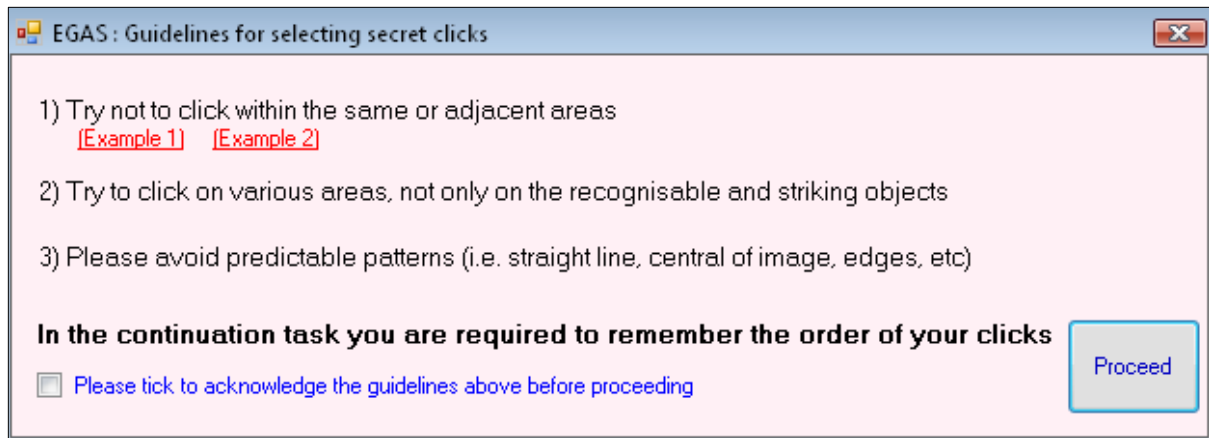 EGAS : Guidelines for selecting secret clicks
1) Try not to click within the same or adjacent areas
(Example 1) (Example 2)
2) Try to click on various areas, not only on the recognisable and striking objects
3) Please avoid predictable patterns (i.e. straight line, central of image, edges, etc)
In the continuation task you are required to remember the order of your clicks
Proceed
Please tick to acknowledge the guidelines above before proceeding